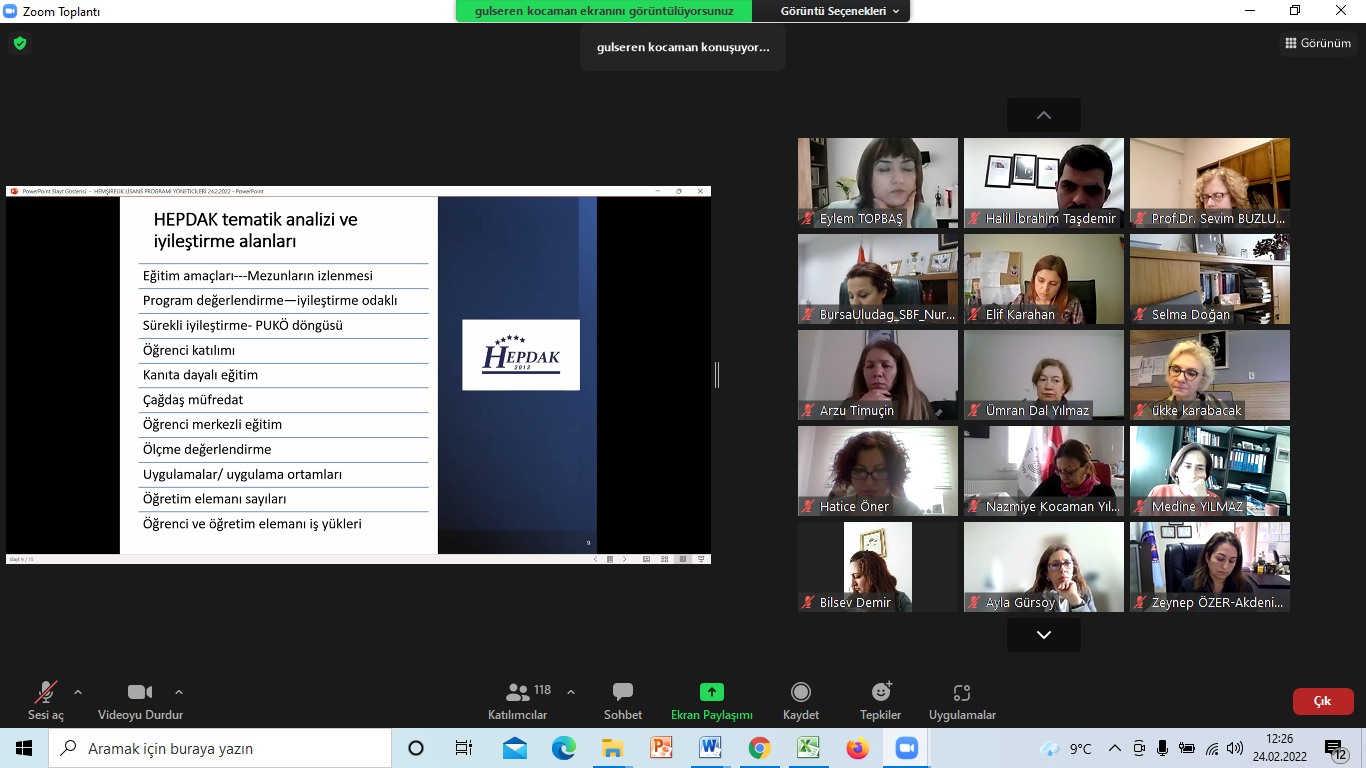 Zoom Toplantı
gulseren kocaman ekranını görüntülüyorsunuz
Görüntü Seçenekleri
gulseren kocaman konuşuyor...
Görünüm
PowerPoint Slayt Gösterisi - HEMŞİRELİK LİSANS PROGRAMI YÖNETİCİLERİ 24.2.2022 - PowerPoint
HEPDAK tematik analizi ve
iyileştirme alanları
Eğitim amaçları---Mezunların izlenmesi
Program değerlendirme—iyileştirme odaklı
Sürekli iyileştirme- PUKÖ döngüsü
Öğrenci katılımı
Kanıta dayalı eğitim
Çağdaş müfredat
Öğrenci merkezli eğitim
Ölçme değerlendirme
Uygulamalar/ uygulama ortamları
Öğretim elemanı sayıları
Öğrenci ve öğretim elemanı iş yükleri
HEPDAK
2013
9
Slayt 9 / 15
Eylem TOPBAŞ
Halil İbrahim Taşdemir
Prof.Dr. Sevim BUZLU...
BursaUludag_SBF_Nur...
Elif Karahan
Selma Doğan
Arzu Timuçin
Ümran Dal Yılmaz
ükke karabacak
Hatice Öner
Nazmiye Kocaman Yıl...
Medine YILMAZ
Bilsev Demir
Ayla Gürsoy
Zeynep ÖZER-Akdeni...
Sesi aç
Videoyu Durdur
118
Katılımcılar
Sohbet
Ekran Paylaşımı
Kaydet
Tepkiler
Uygulamalar
Çık
Aramak için buraya yazın
9°C
12:26
24.02.2022
12